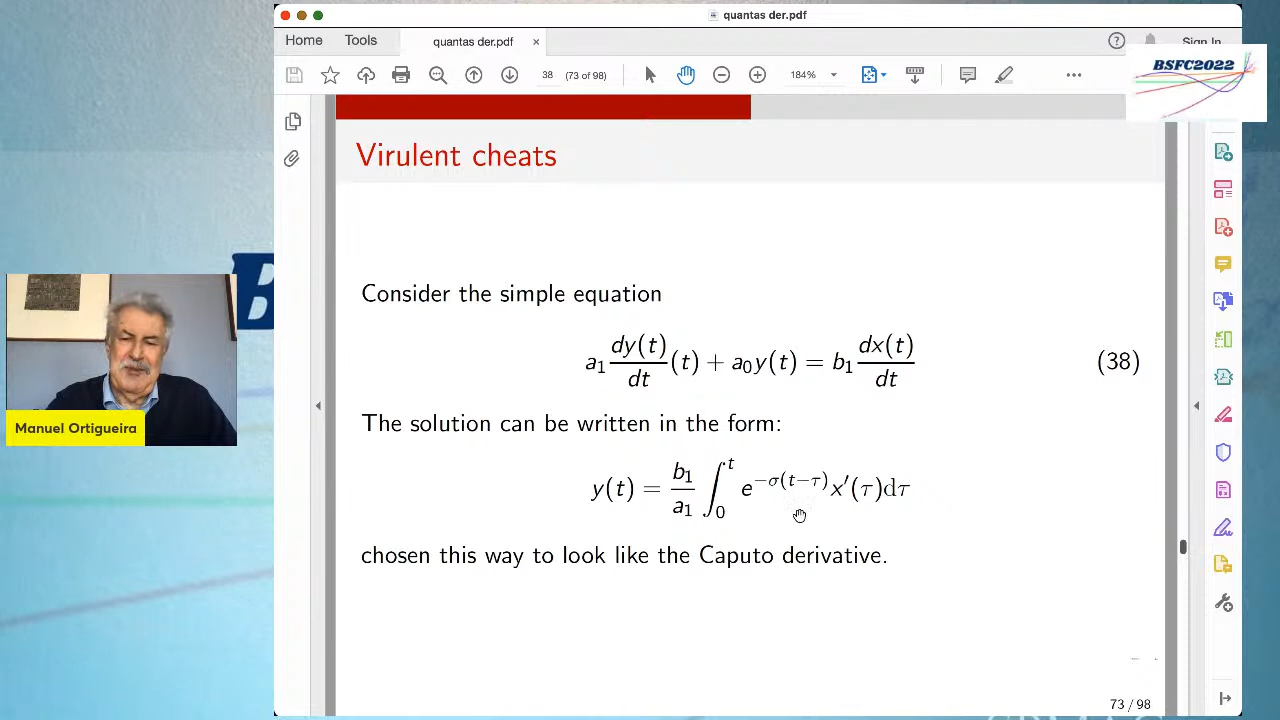 quantas der.pdf
Home
Tools
quantas der.pdf
×
Sign In
(73 of 98)
184%
BSFC2022
Virulent cheats
Consider the simple equation
a₁ dy(t)/dt (t) + a₀y(t) = b₁ dx(t)/dt (38)
The solution can be written in the form:
y(t) = b₁/a₁ ∫₀ᵗ e^{−σ(t−τ)}x′(τ)dτ
chosen this way to look like the Caputo derivative.
Manuel Ortigueira
73 / 98